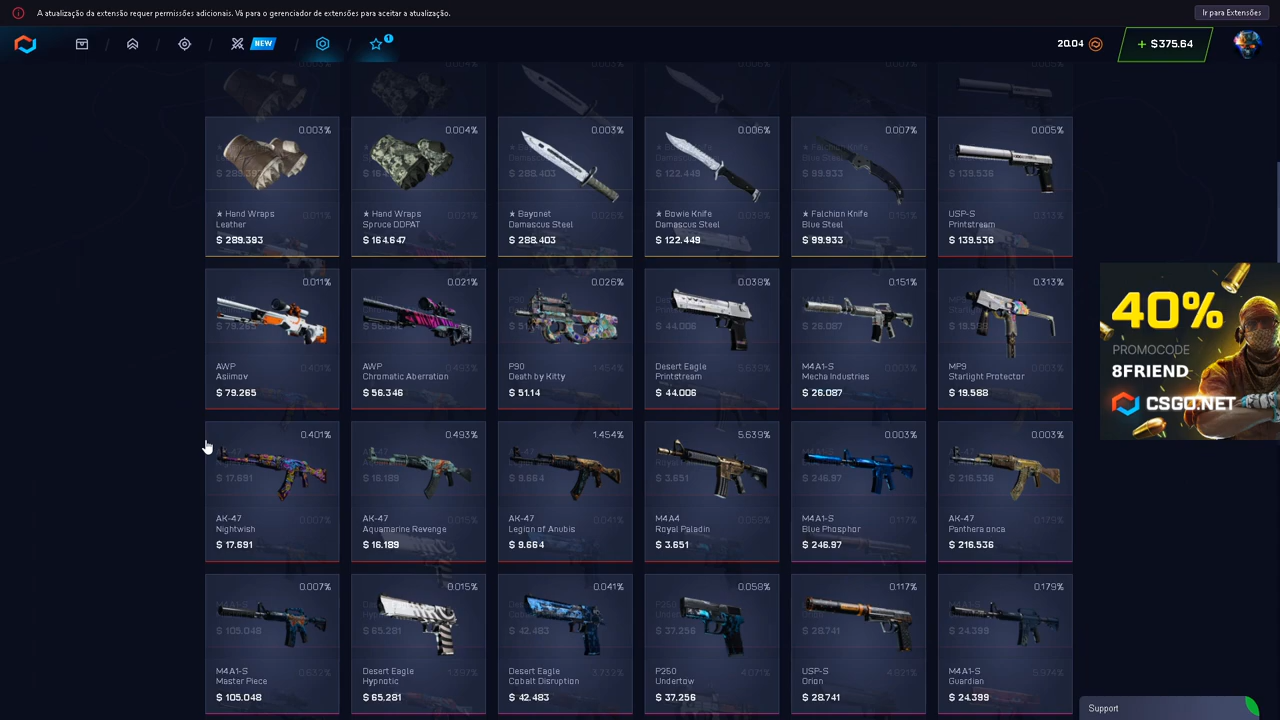 A atualização da extensão requer permissões adicionais. Vá para o gerenciador de extensões para aceitar a atualização.
Ir para Extensões
NEW
1
20.04
+ $375.64
0.003%
0.004%
0.003%
0.006%
0.007%
0.005%
★ Hand Wraps
Leather
$ 289.393
★ Hand Wraps
Spruce DDPAT
$ 164.647
★ Bayonet
Damascus Steel
$ 288.403
★ Bowie Knife
Damascus Steel
$ 122.449
★ Falchion Knife
Blue Steel
$ 99.933
USP-S
Printstream
$ 139.536
0.011%
0.021%
0.026%
0.038%
0.151%
0.313%
AWP
Asiimov
$ 79.265
AWP
Chromatic Aberration
$ 56.346
P90
Death by Kitty
$ 51.14
Desert Eagle
Printstream
$ 44.006
M4A1-S
Mecha Industries
$ 26.087
MP9
Starlight Protector
$ 19.588
0.401%
0.493%
1.454%
5.639%
0.003%
0.003%
AK-47
Nightwish
$ 17.691
AK-47
Aquamarine Revenge
$ 16.189
AK-47
Legion of Anubis
$ 9.664
M4A4
Royal Paladin
$ 3.651
M4A1-S
Blue Phosphor
$ 246.97
AK-47
Panthera onca
$ 216.536
0.007%
0.015%
0.041%
0.058%
0.117%
0.179%
M4A1-S
Master Piece
$ 105.048
Desert Eagle
Hypnotic
$ 65.281
Desert Eagle
Cobalt Disruption
$ 42.483
P250
Undertow
$ 37.256
USP-S
Orion
$ 28.741
M4A1-S
Guardian
$ 24.399
40%
PROMOCODE
8FRIEND
CSGO.NET
Support